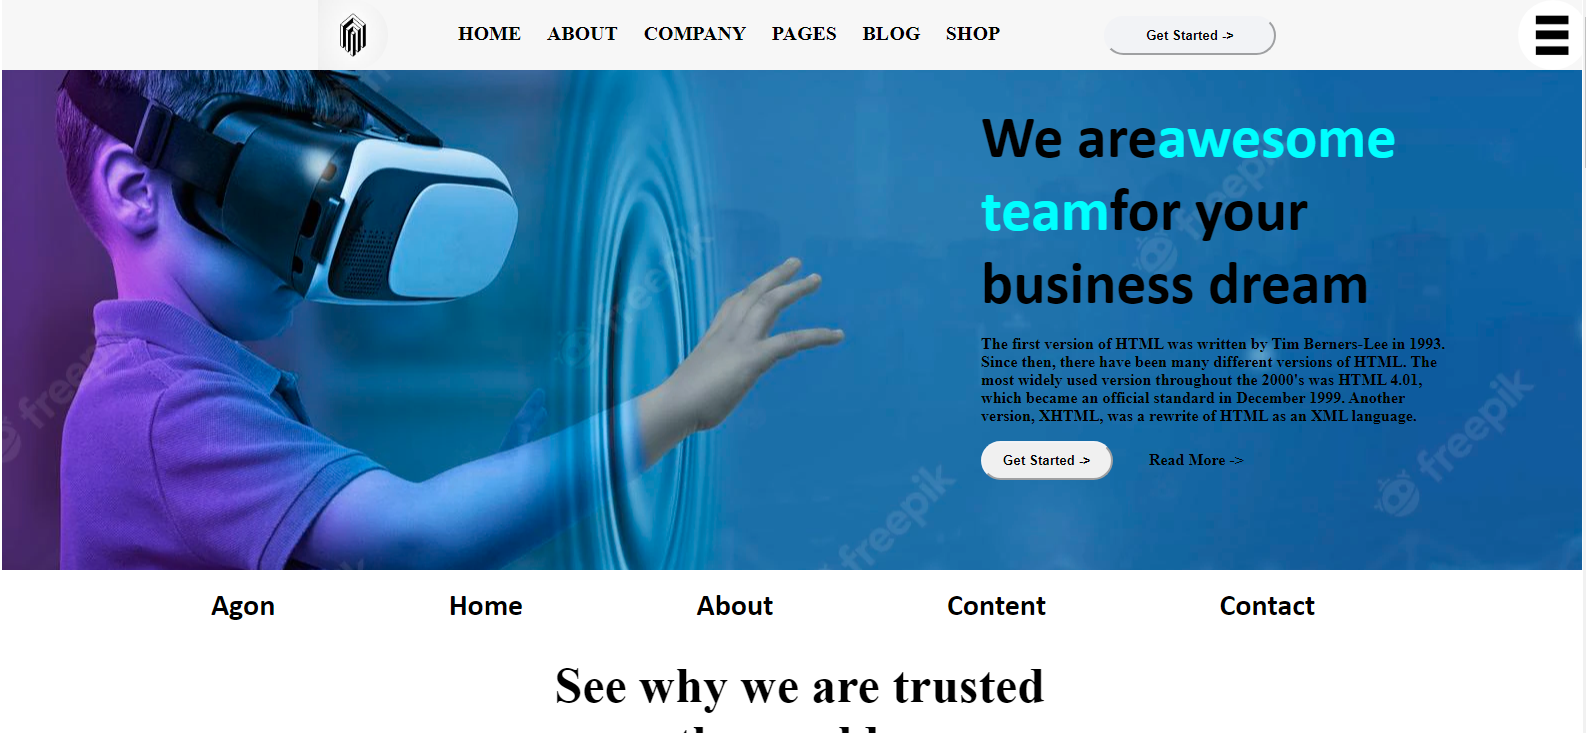 HOME ABOUT COMPANY PAGES BLOG SHOP Get Started ->
We areawesome
teamfor your
business dream
The first version of HTML was written by Tim Berners-Lee in 1993.
Since then, there have been many different versions of HTML. The
most widely used version throughout the 2000's was HTML 4.01,
which became an official standard in December 1999. Another
version, XHTML, was a rewrite of HTML as an XML language.
Get Started -> Read More ->
freepik
freepik
freepik
freepik
freepik
Agon Home About Content Contact
See why we are trusted